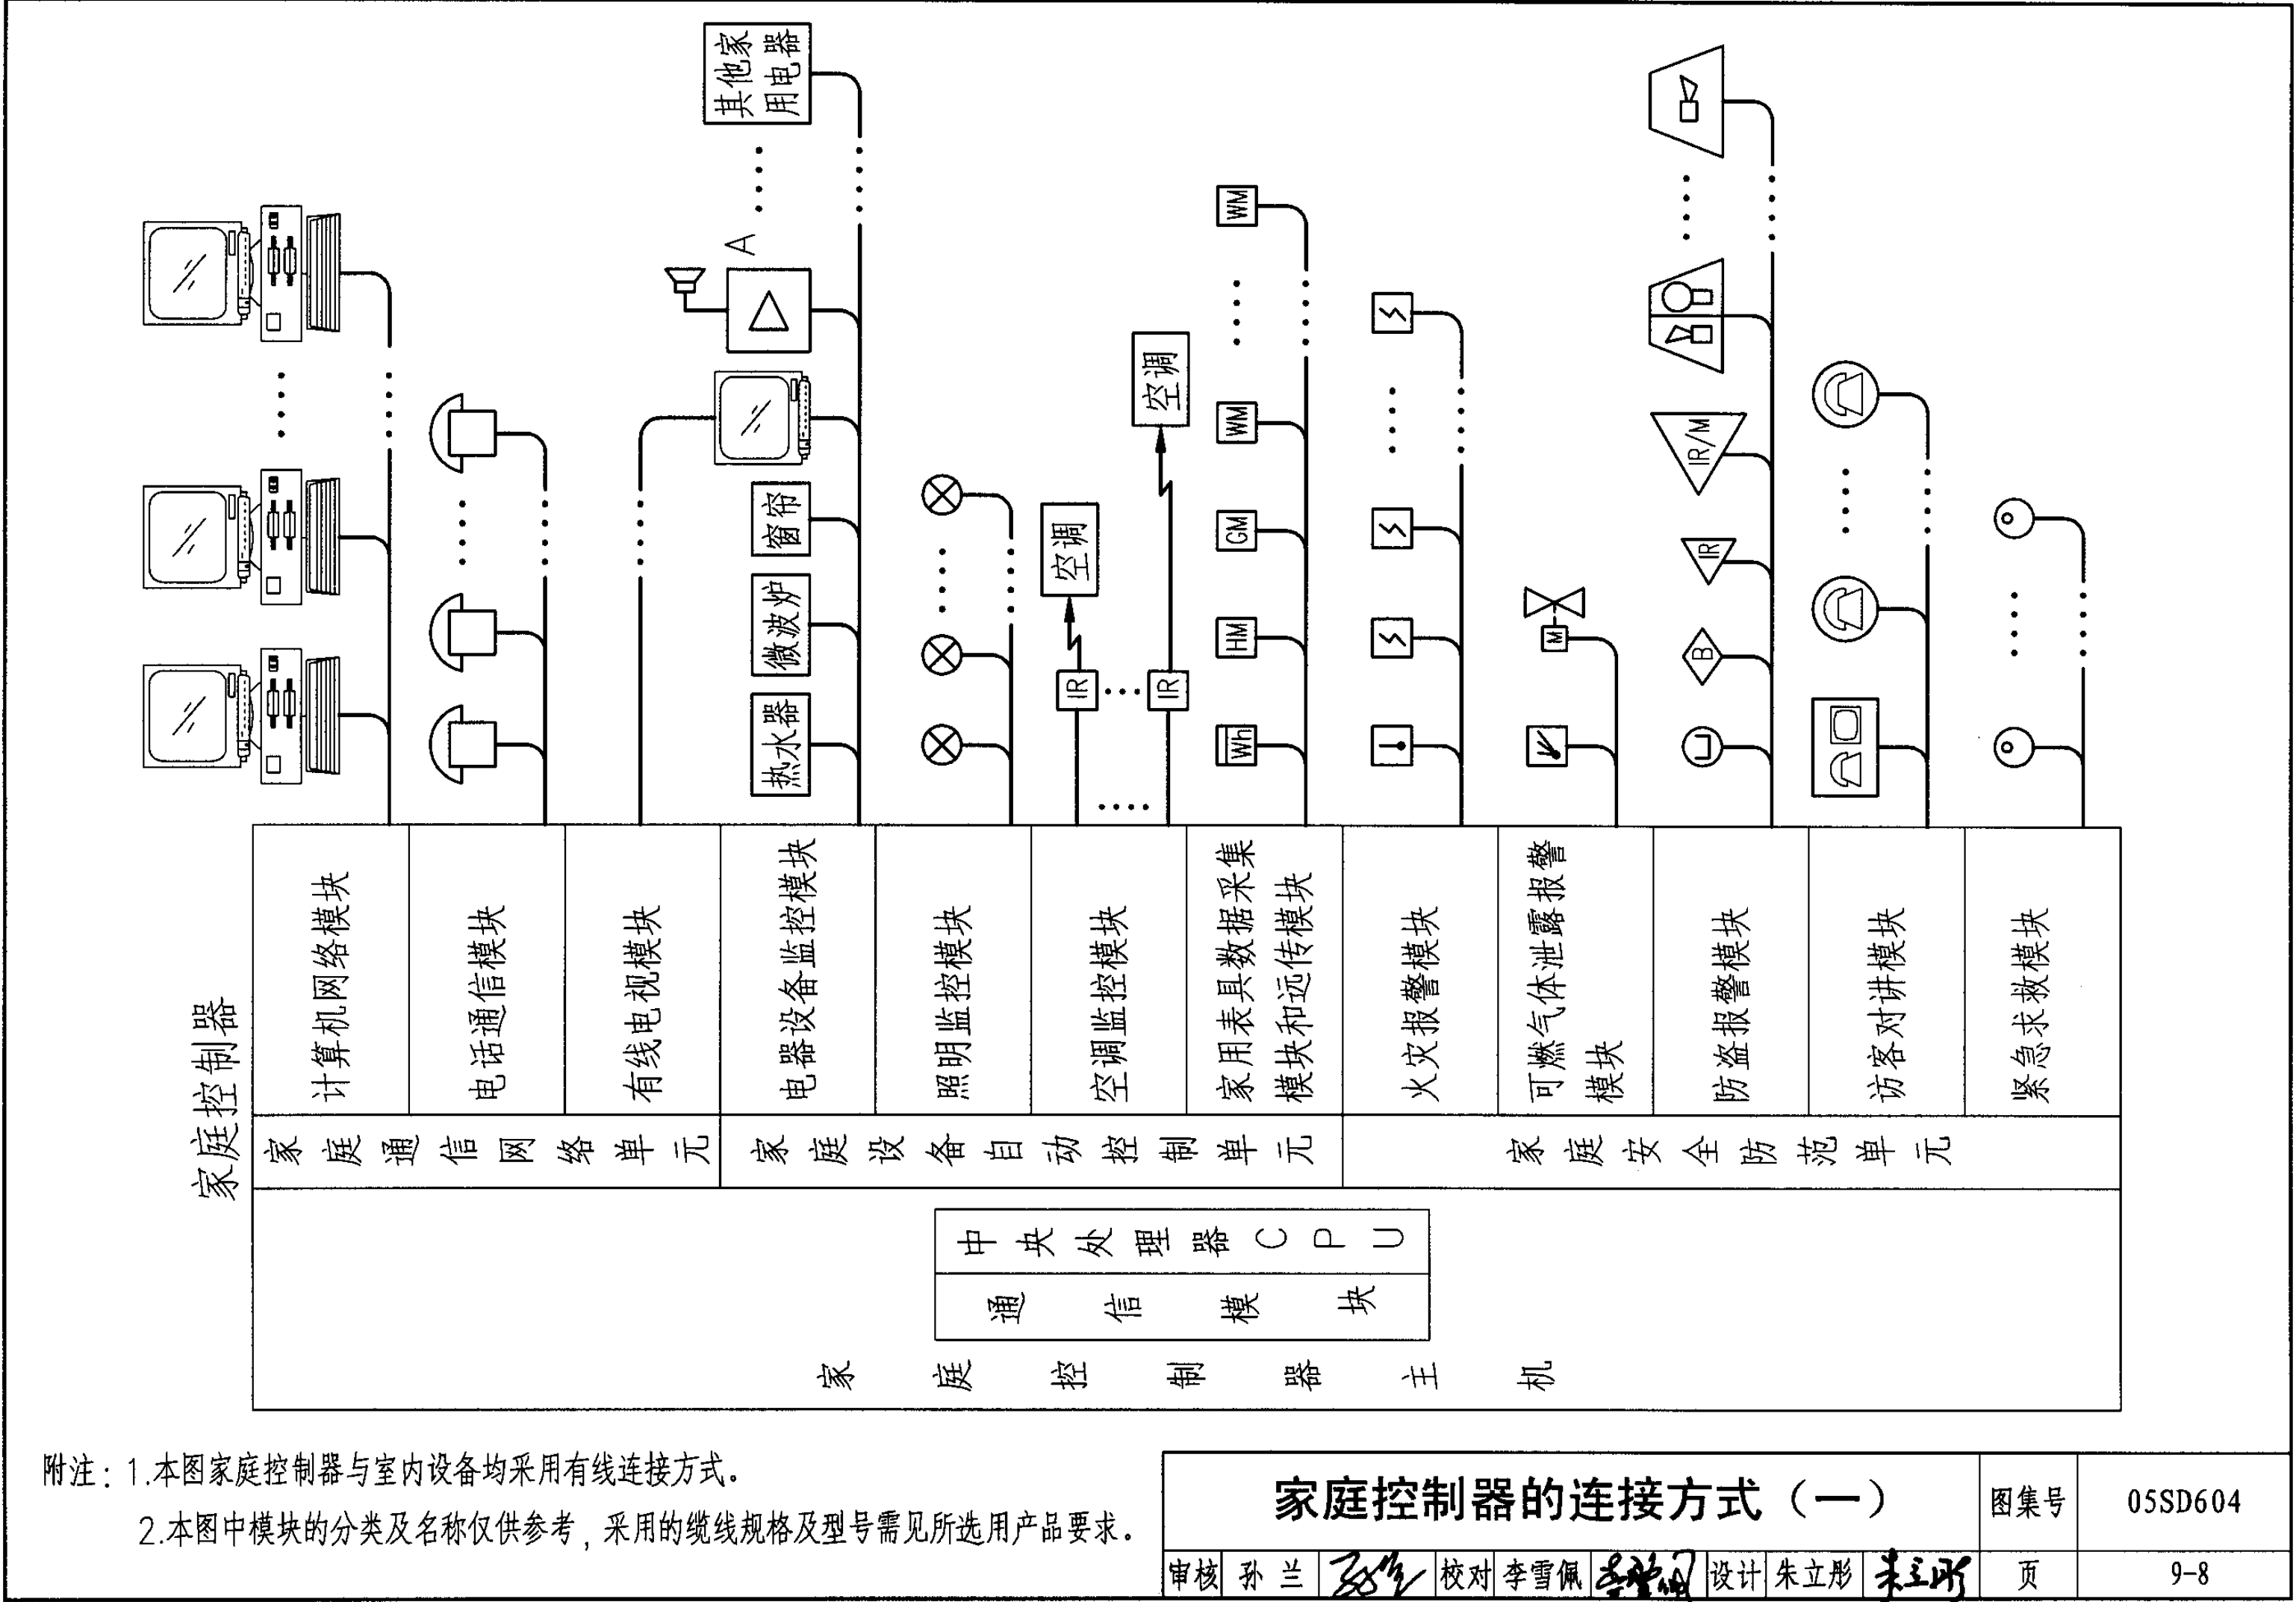 家庭控制器
计算机网络模块
电话通信模块
有线电视模块
电器设备监控模块
照明监控模块
空调监控模块
家用表具数据采集
模块和远传模块
火灾报警模块
可燃气体泄露报警
模块
防盗报警模块
访客对讲模块
紧急求救模块
家庭通信网络单元
家庭设备自动控制单元
家庭安全防范单元
中央处理器CPU
通信模块
家庭控制器主机
热水器
微波炉
窗帘
A
其他家
用电器
IR
空调
IR
空调
Wh
HM
GM
WM
WM
M
B
IR
IR/M
附注：1.本图家庭控制器与室内设备均采用有线连接方式。
2.本图中模块的分类及名称仅供参考，采用的缆线规格及型号需见所选用产品要求。
家庭控制器的连接方式（一）
图集号
05SD604
审核 孙兰 校对 李雪佩 设计 朱立彤 朱立彤
页
9-8